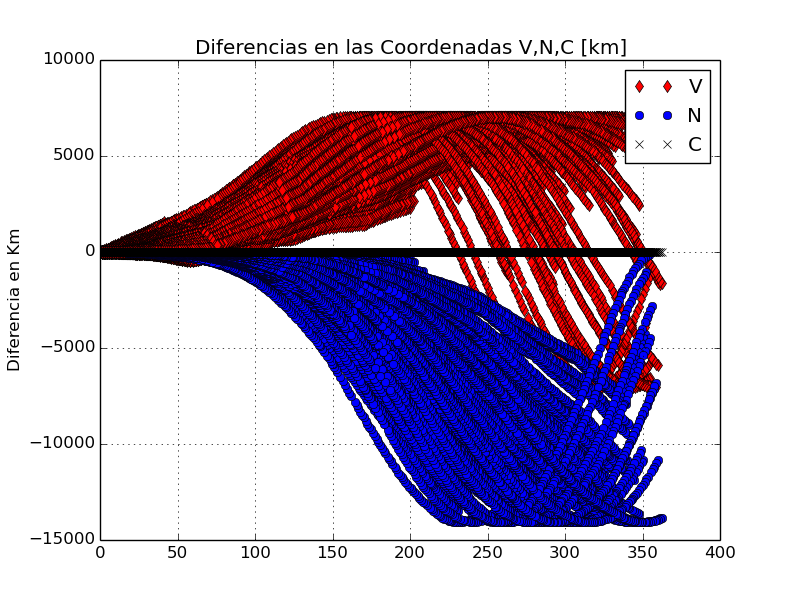 Diferencias en las Coordenadas V,N,C [km]
10000
5000
0
−5000
−10000
−15000
Diferencia en Km
V
N
C
0 50 100 150 200 250 300 350 400